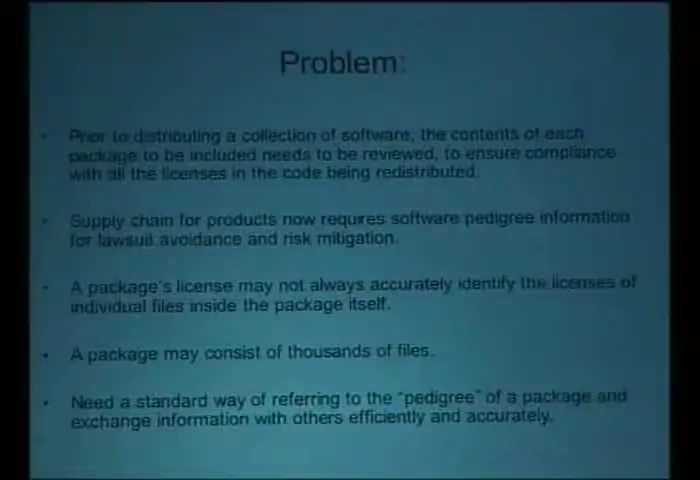 Problem:
• Prior to distributing a collection of software, the contents of each
package to be included needs to be reviewed, to ensure compliance
with all the licenses in the code being redistributed.
• Supply chain for products now requires software pedigree information
for lawsuit avoidance and risk mitigation.
• A package's license may not always accurately identify the licenses of
individual files inside the package itself.
• A package may consist of thousands of files.
• Need a standard way of referring to the "pedigree" of a package and
exchange information with others efficiently and accurately.